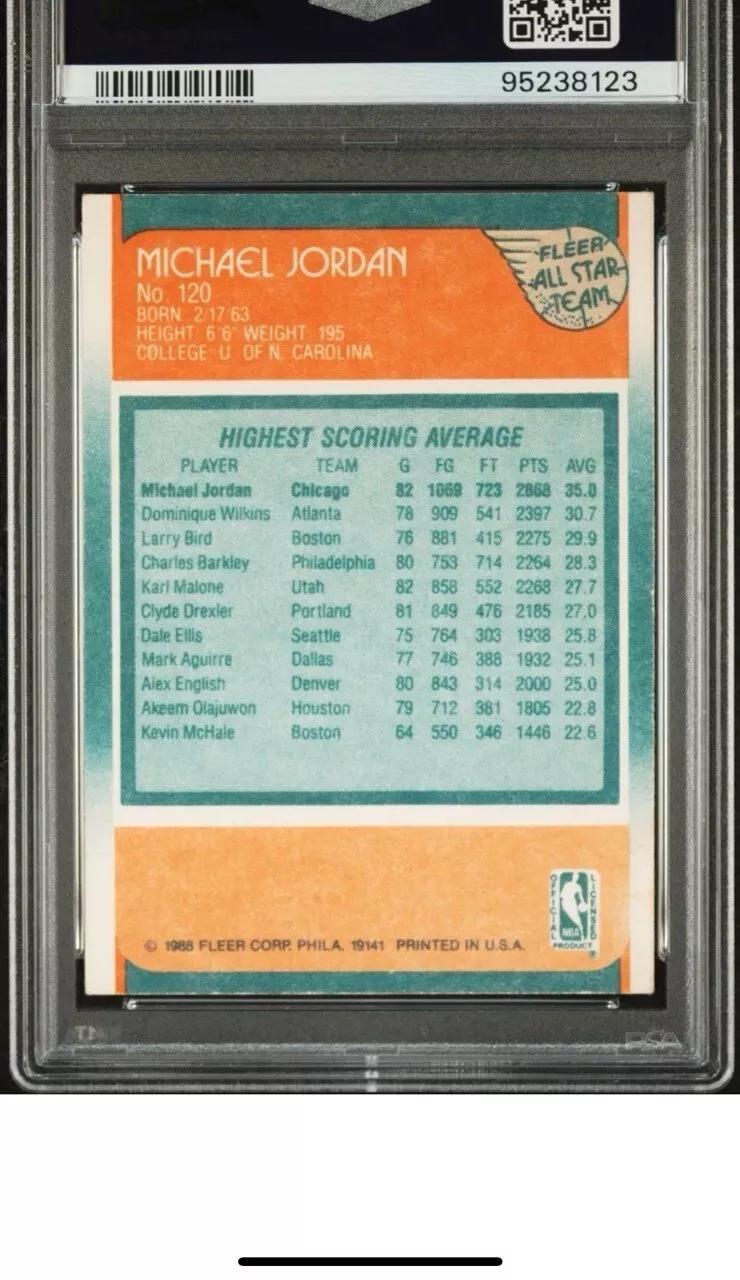 95238123
MICHAEL JORDAN
No. 120
BORN 2 17 63
HEIGHT 6'6" WEIGHT 195
COLLEGE U OF N. CAROLINA
FLEER
ALL STAR
TEAM
HIGHEST SCORING AVERAGE
PLAYER TEAM G FG FT PTS AVG
Michael Jordan Chicago 82 1069 723 2868 35.0
Dominique Wilkins Atlanta 78 909 541 2397 30.7
Larry Bird Boston 76 881 415 2275 29.9
Charles Barkley Philadelphia 80 753 714 2264 28.3
Karl Malone Utah 82 858 552 2268 27.7
Clyde Drexler Portland 81 849 476 2185 27.0
Dale Ellis Seattle 75 764 303 1938 25.8
Mark Aguirre Dallas 77 746 388 1932 25.1
Alex English Denver 80 843 314 2000 25.0
Akeem Olajuwon Houston 79 712 381 1805 22.8
Kevin McHale Boston 64 550 346 1446 22.6
OFFICIAL LICENSED
NBA
PRODUCT
®
© 1988 FLEER CORP. PHILA. 19141 PRINTED IN U.S.A.
PSA